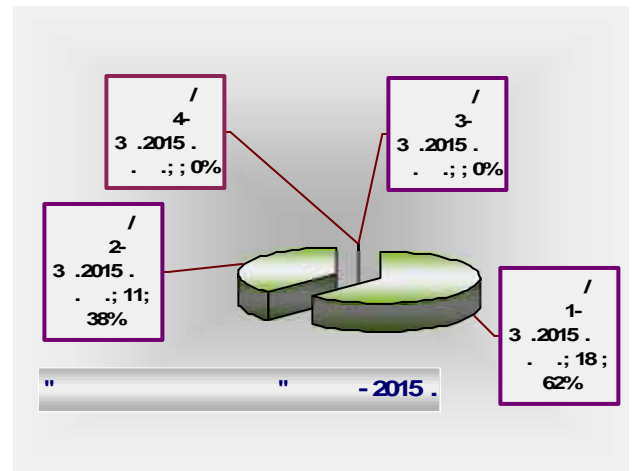 /
4-
3 .2015 .
. .; ; 0%
/
3-
3 .2015 .
. .; ; 0%
/
2-
3 .2015 .
. .; 11;
38%
/
1-
3 .2015 .
. .; 18 ;
62%
" " - 2015 .